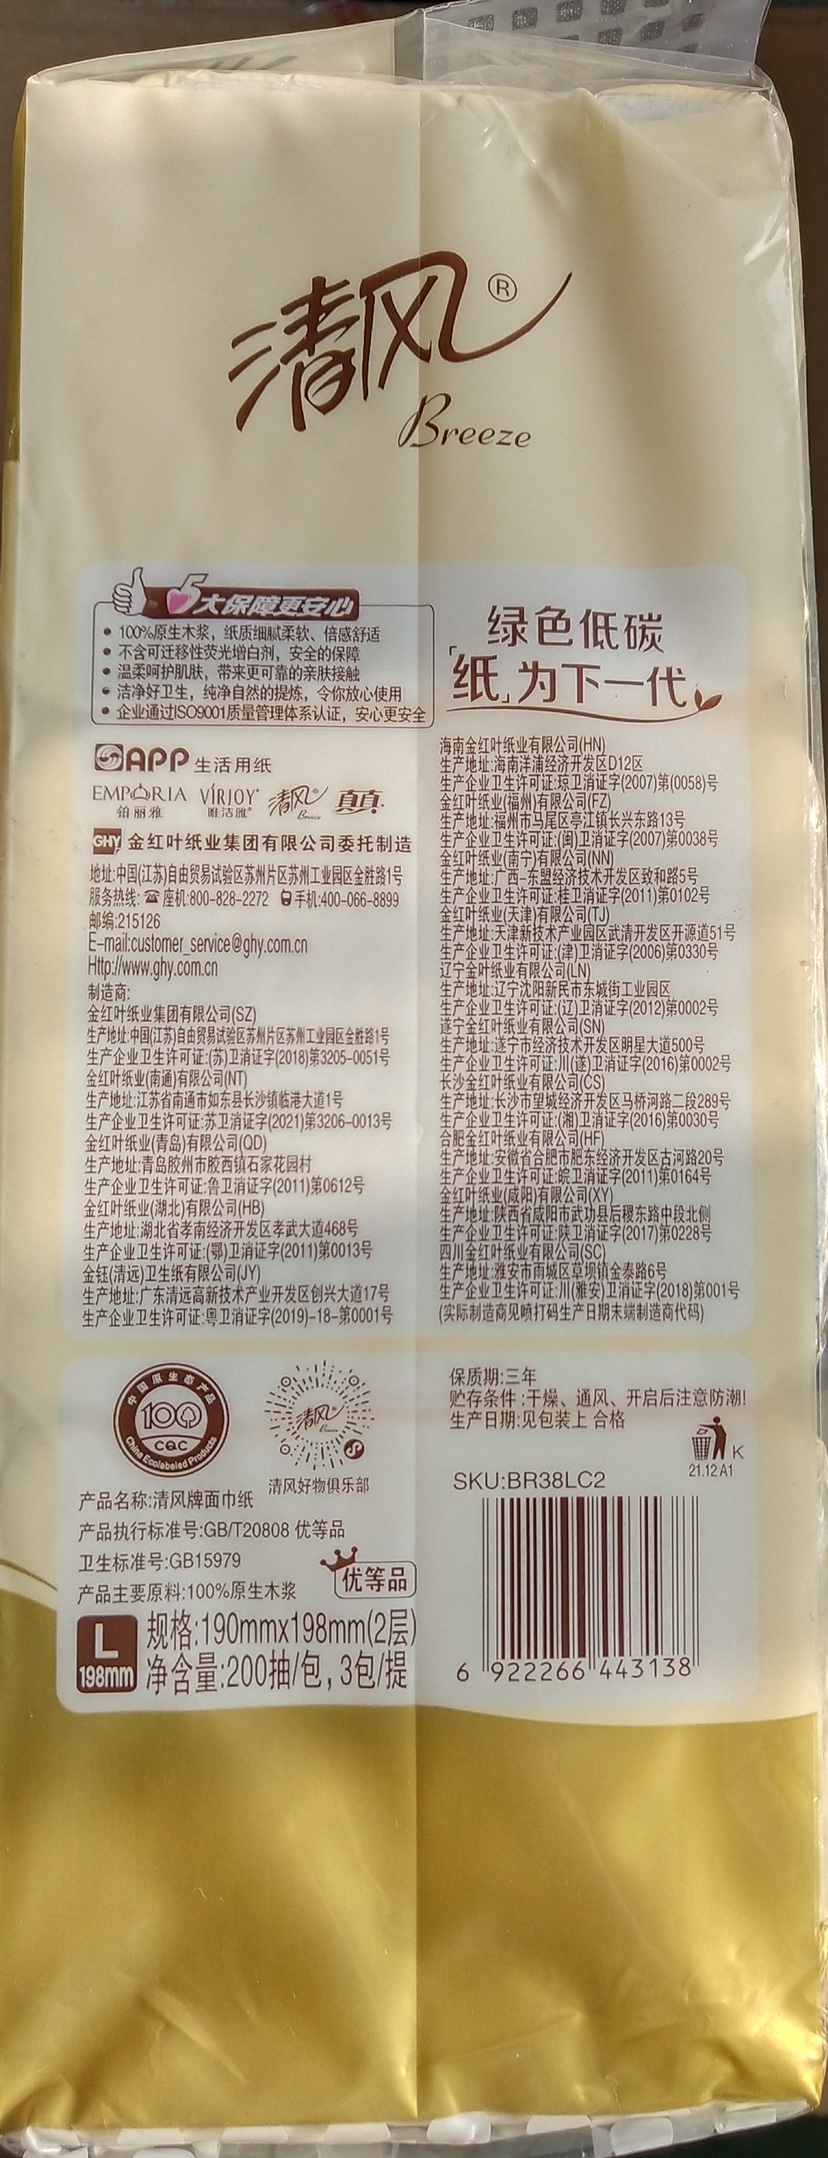 清风®
Breeze
5大保障更安心
• 100%原生木浆，纸质细腻柔软、倍感舒适
• 不含可迁移性荧光增白剂，安全的保障
• 温柔呵护肌肤，带来更可靠的亲肤接触
• 洁净好卫生，纯净自然的提炼，令你放心使用
• 企业通过ISO9001质量管理体系认证，安心更安全
APP 生活用纸
EMPORIA VIRJOY 清风 真真
铂丽雅 唯洁雅 Breeze
GHY 金红叶纸业集团有限公司委托制造
地址:中国(江苏)自由贸易试验区苏州片区苏州工业园区金胜路1号
服务热线: 座机:800-828-2272 手机:400-066-8899
邮编:215126
E-mail:customer_service@ghy.com.cn
Http://www.ghy.com.cn
制造商:
金红叶纸业集团有限公司(SZ)
生产地址:中国(江苏)自由贸易试验区苏州片区苏州工业园区金胜路1号
生产企业卫生许可证:(苏)卫消证字(2018)第3205-0051号
金红叶纸业(南通)有限公司(NT)
生产地址:江苏省南通市如东县长沙镇临港大道1号
生产企业卫生许可证:苏卫消证字(2021)第3206-0013号
金红叶纸业(青岛)有限公司(QD)
生产地址:青岛胶州市胶西镇石家花园村
生产企业卫生许可证:鲁卫消证字(2011)第0612号
金红叶纸业(湖北)有限公司(HB)
生产地址:湖北省孝南经济开发区孝武大道468号
生产企业卫生许可证:(鄂)卫消证字(2011)第0013号
金钰(清远)卫生纸有限公司(JY)
生产地址:广东清远高新技术产业开发区创兴大道17号
生产企业卫生许可证:粤卫消证字(2019)-18-第0001号
绿色低碳
「纸」为下一代
海南金红叶纸业有限公司(HN)
生产地址:海南洋浦经济开发区D12区
生产企业卫生许可证:琼卫消证字(2007)第(0058)号
金红叶纸业(福州)有限公司(FZ)
生产地址:福州市马尾区亭江镇长兴东路13号
生产企业卫生许可证:(闽)卫消证字(2007)第0038号
金红叶纸业(南宁)有限公司(NN)
生产地址:广西-东盟经济技术开发区致和路5号
生产企业卫生许可证:桂卫消证字(2011)第0102号
金红叶纸业(天津)有限公司(TJ)
生产地址:天津新技术产业园区武清开发区开源道51号
生产企业卫生许可证:(津)卫消证字(2006)第0330号
辽宁金叶纸业有限公司(LN)
生产地址:辽宁沈阳新民市东城街工业园区
生产企业卫生许可证:(辽)卫消证字(2012)第0002号
遂宁金红叶纸业有限公司(SN)
生产地址:遂宁市经济技术开发区明星大道500号
生产企业卫生许可证:川(遂)卫消证字(2016)第0002号
长沙金红叶纸业有限公司(CS)
生产地址:长沙市望城经济开发区马桥河路二段289号
生产企业卫生许可证:(湘)卫消证字(2016)第0030号
合肥金红叶纸业有限公司(HF)
生产地址:安徽省合肥市肥东经济开发区古河路20号
生产企业卫生许可证:皖卫消证字(2011)第0164号
金红叶纸业(咸阳)有限公司(XY)
生产地址:陕西省咸阳市武功县后稷东路中段北侧
生产企业卫生许可证:陕卫消证字(2017)第0228号
四川金红叶纸业有限公司(SC)
生产地址:雅安市雨城区草坝镇金泰路6号
生产企业卫生许可证:川(雅安)卫消证字(2018)第001号
(实际制造商见喷打码生产日期末端制造商代码)
中国原生态产品
100
CQC
China Ecolabeled Products
清风
Breeze
清风好物俱乐部
产品名称:清风牌面巾纸
产品执行标准号:GB/T20808 优等品
卫生标准号:GB15979
产品主要原料:100%原生木浆
优等品
L
198mm
规格:190mmx198mm(2层)
净含量:200抽/包，3包/提
保质期:三年
贮存条件:干燥、通风、开启后注意防潮!
生产日期:见包装上 合格
K
21.12 A1
SKU:BR38LC2
6 922266 443138